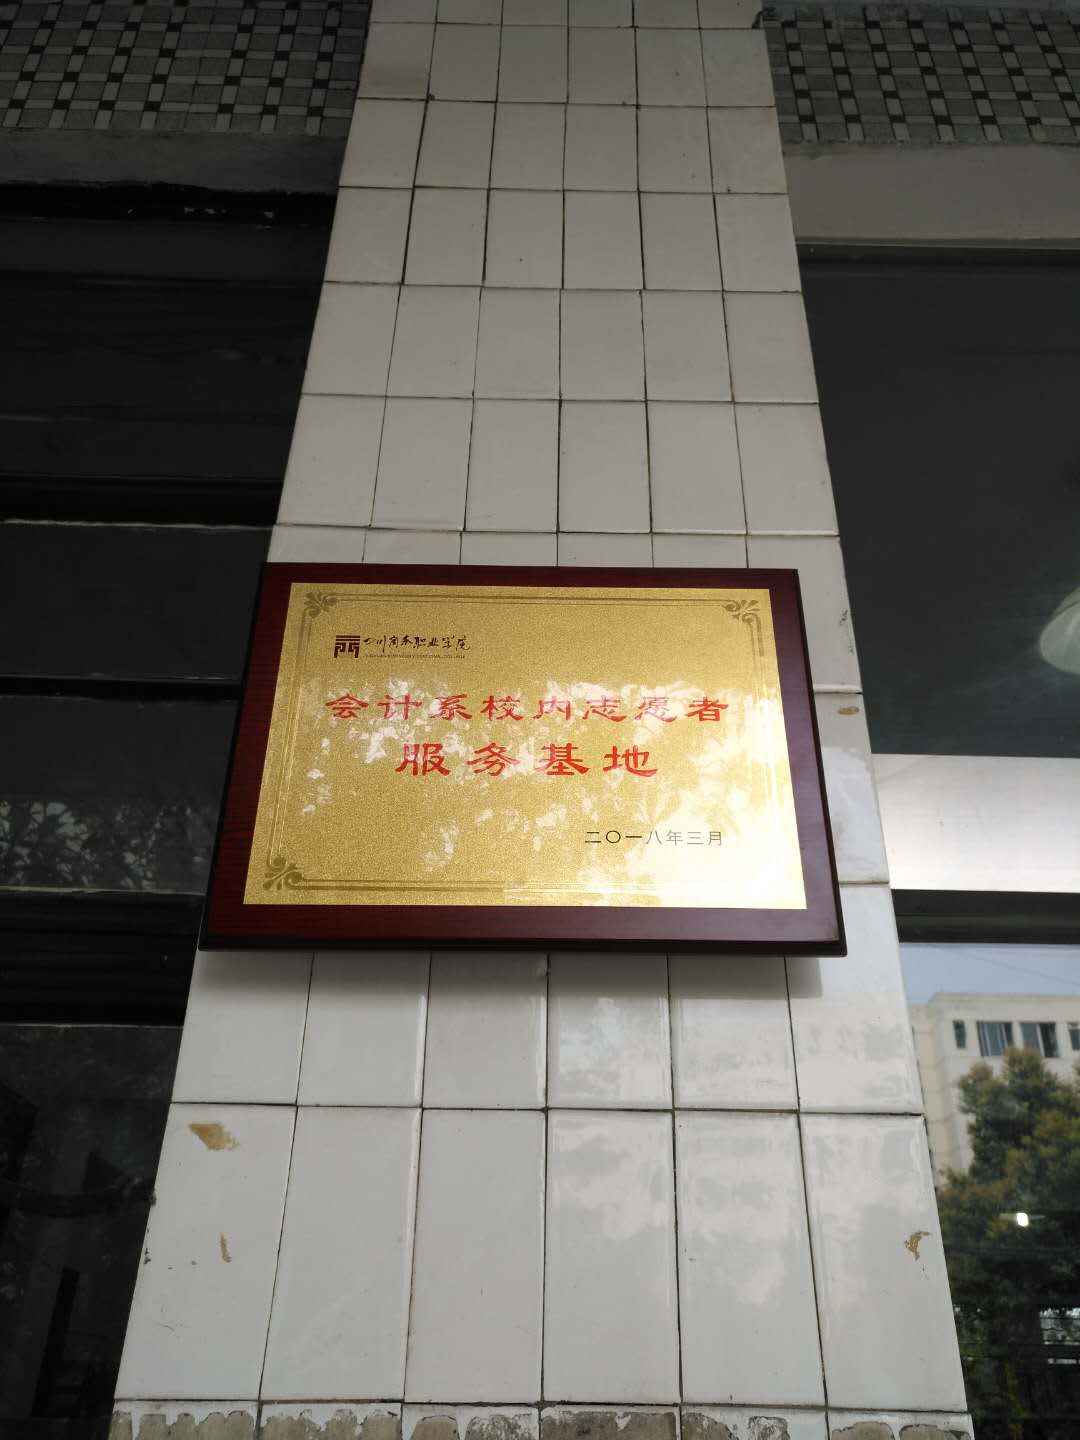 四川商务职业学院
会计系校内志愿者
服务基地
二〇一八年三月